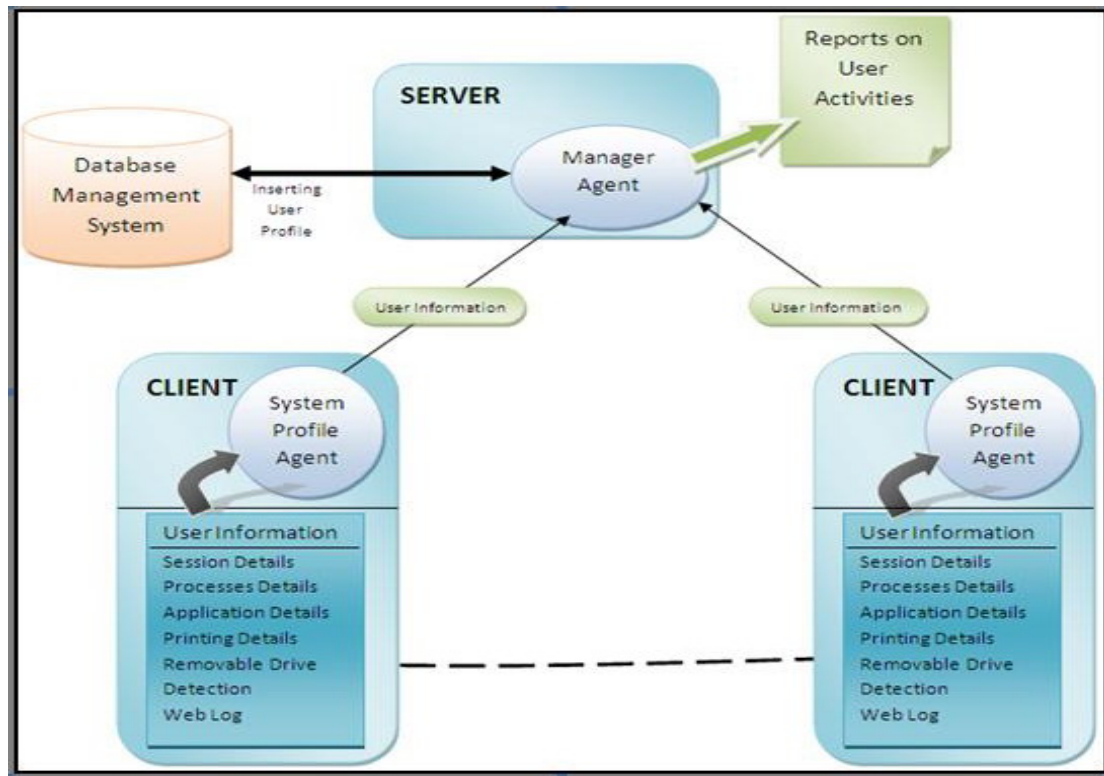 Reports on
User
Activities
SERVER
Manager
Agent
Database
Management
System
Inserting
User
Profile
User Information
User Information
CLIENT
System
Profile
Agent
User Information
Session Details
Processes Details
Application Details
Printing Details
Removable Drive
Detection
Web Log
CLIENT
System
Profile
Agent
User Information
Session Details
Processes Details
Application Details
Printing Details
Removable Drive
Detection
Web Log